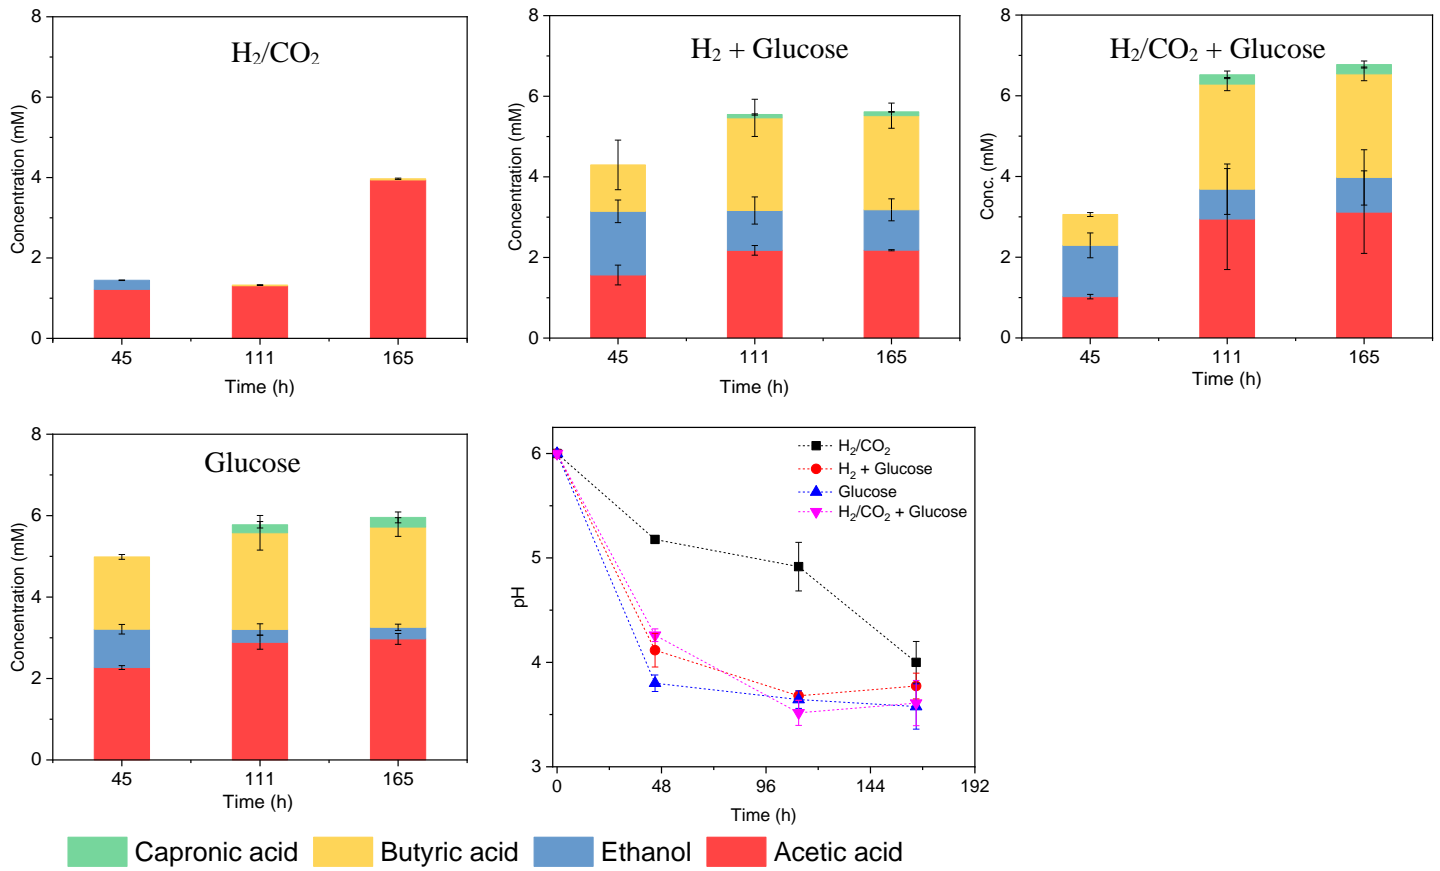 H₂/CO₂
Concentration (mM)
8
6
4
2
0
45 111 165
Time (h)
H₂ + Glucose
Concentration (mM)
8
6
4
2
0
45 111 165
Time (h)
H₂/CO₂ + Glucose
Conc. (mM)
8
6
4
2
0
45 111 165
Time (h)
Glucose
Concentration (mM)
8
6
4
2
0
45 111 165
Time (h)
pH
6
5
4
3
0 48 96 144 192
Time (h)
H₂/CO₂
H₂ + Glucose
Glucose
H₂/CO₂ + Glucose
Capronic acid Butyric acid Ethanol Acetic acid